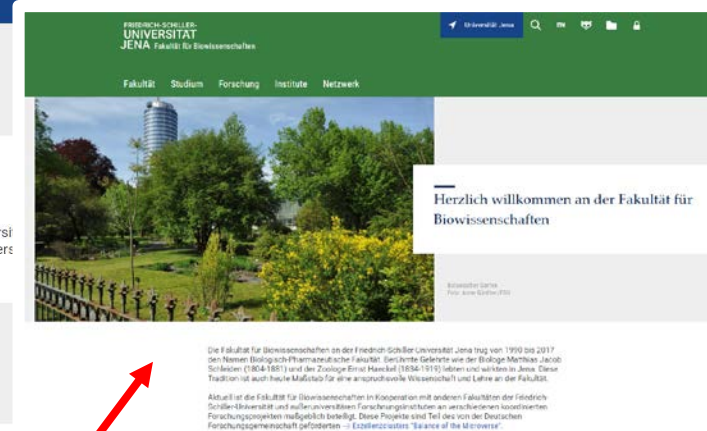 FRIEDRICH-SCHILLER-
UNIVERSITÄT
JENA Fakultät für Biowissenschaften
Universität Jena
Fakultät Studium Forschung Institute Netzwerk
Herzlich willkommen an der Fakultät für
Biowissenschaften
Botanischer Garten
Die Fakultät für Biowissenschaften an der Friedrich-Schiller-Universität Jena trug von 1990 bis 2017
den Namen Biologisch-Pharmazeutische Fakultät. Berühmte Gelehrte wie der Biologe Matthias Jacob
Schleiden (1804-1881) und der Zoologe Ernst Haeckel (1834-1919) lebten und wirkten in Jena. Diese
Tradition ist auch heute Maßstab für eine anspruchsvolle Wissenschaft und Lehre an der Fakultät.
Aktuell ist die Fakultät für Biowissenschaften in Kooperation mit anderen Fakultäten der Friedrich-
Schiller-Universität und außeruniversitären Forschungsinstituten an verschiedenen koordinierten
Forschungsprojekten maßgeblich beteiligt. Diese Projekte sind Teil des von der Deutschen
Forschungsgemeinschaft geförderten → Exzellenzclusters "Balance of the Microverse".